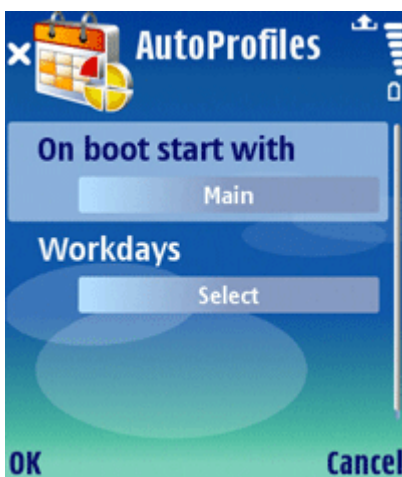 AutoProfiles
On boot start with
Main
Workdays
Select
OK
Cancel